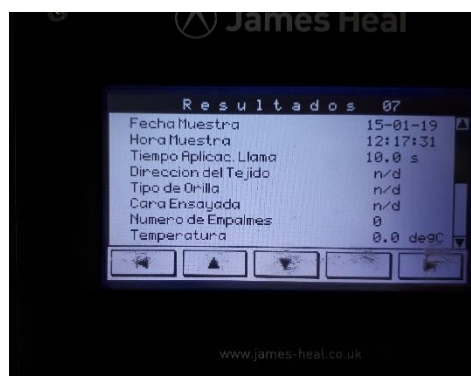 James Heal
Resultados 07
Fecha Muestra 15-01-19
Hora Muestra 12:17:31
Tiempo Aplicac. Llama 10.0 s
Direccion del Tejido n/d
Tipo de Orilla n/d
Cara Ensayada n/d
Numero de Empalmes 0
Temperatura 0.0 degC
www.james-heal.co.uk